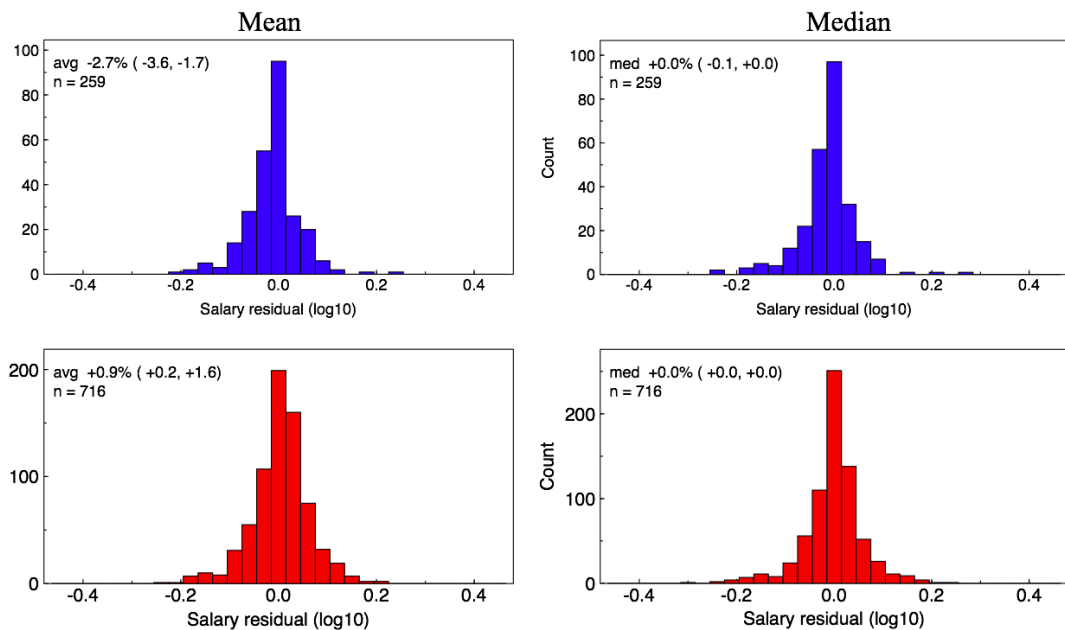 Mean
Median
avg -2.7% ( -3.6, -1.7)
n = 259
100
80
60
40
20
0
-0.4
-0.2
0.0
0.2
0.4
Salary residual (log10)
med +0.0% ( -0.1, +0.0)
n = 259
Count
100
80
60
40
20
0
-0.4
-0.2
0.0
0.2
0.4
Salary residual (log10)
avg +0.9% ( +0.2, +1.6)
n = 716
200
100
0
-0.4
-0.2
0.0
0.2
0.4
Salary residual (log10)
med +0.0% ( +0.0, +0.0)
n = 716
Count
200
100
0
-0.4
-0.2
0.0
0.2
0.4
Salary residual (log10)